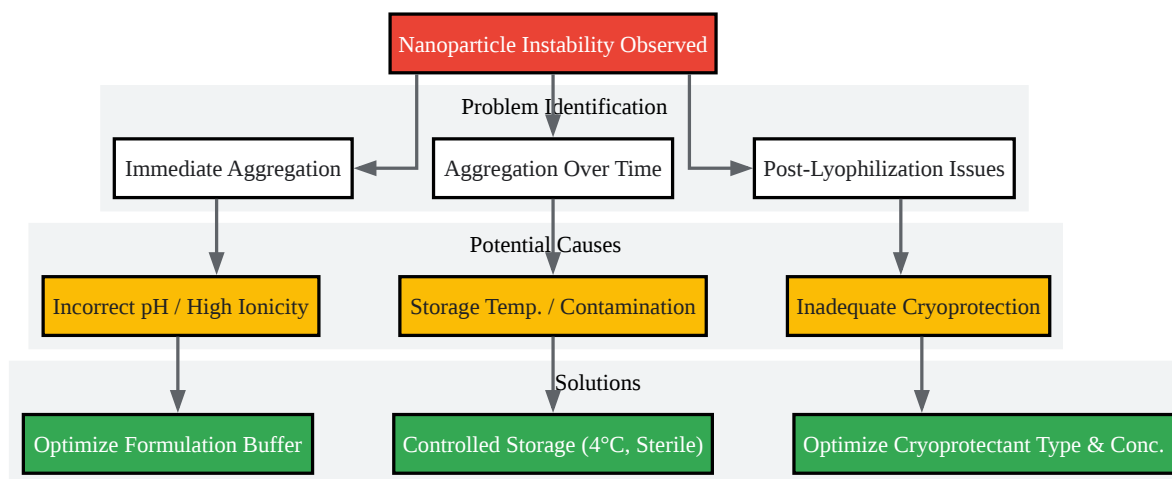 Nanoparticle Instability Observed
Problem Identification
Immediate Aggregation
Aggregation Over Time
Post-Lyophilization Issues
Potential Causes
Incorrect pH / High Ionicity
Storage Temp. / Contamination
Inadequate Cryoprotection
Solutions
Optimize Formulation Buffer
Controlled Storage (4°C, Sterile)
Optimize Cryoprotectant Type & Conc.